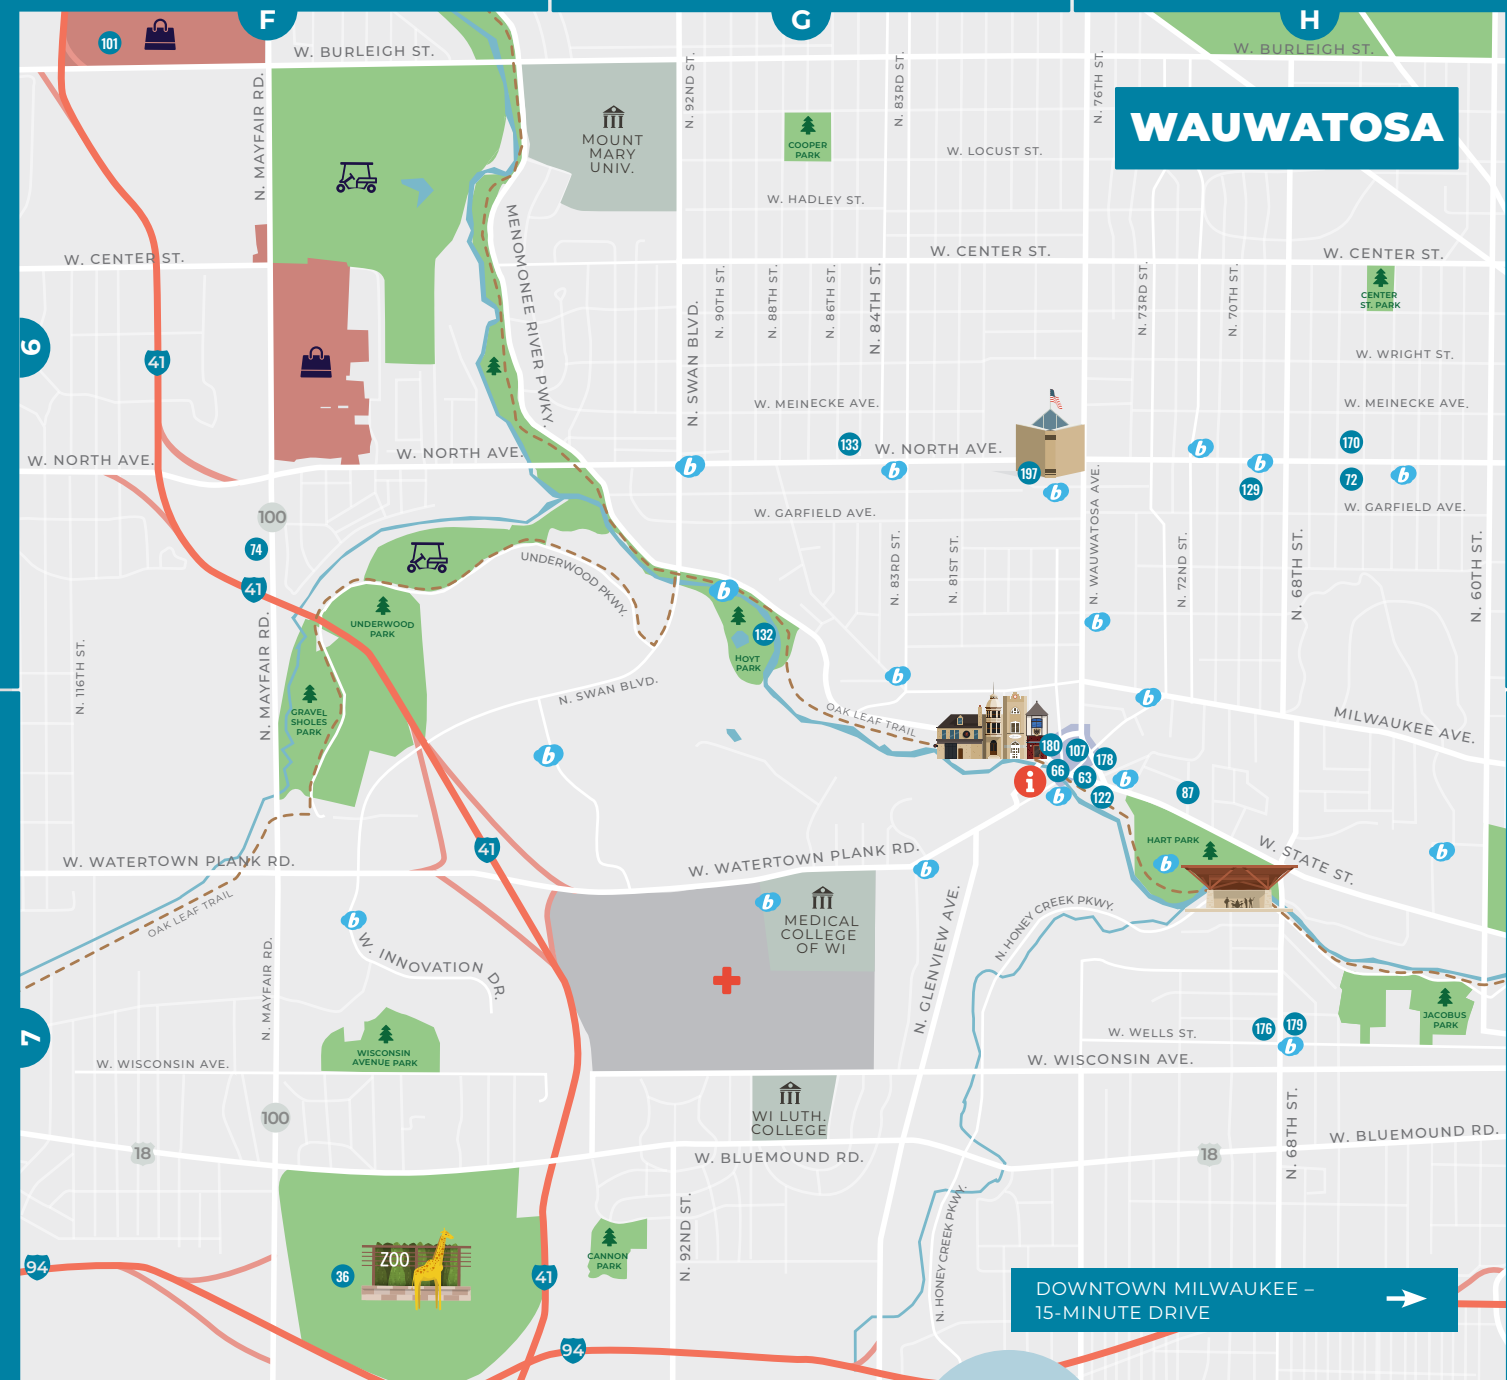 F
G
H
101
W. BURLEIGH ST.
W. BURLEIGH ST.
N. MAYFAIR RD.
N. 92ND ST.
N. 83RD ST.
N. 76TH ST.
WAUWATOSA
MOUNT
MARY
UNIV.
COOPER
PARK
W. LOCUST ST.
W. HADLEY ST.
MENOMONEE RIVER PWKY.
W. CENTER ST.
W. CENTER ST.
W. CENTER ST.
N. SWAN BLVD.
N. 90TH ST.
N. 88TH ST.
N. 86TH ST.
N. 84TH ST.
N. 73RD ST.
N. 70TH ST.
CENTER
ST. PARK
6
41
W. WRIGHT ST.
W. MEINECKE AVE.
W. MEINECKE AVE.
133
W. NORTH AVE.
170
W. NORTH AVE.
W. NORTH AVE.
b
b
197
b
b
b
129
72
b
W. GARFIELD AVE.
W. GARFIELD AVE.
100
74
41
N. 83RD ST.
N. 81ST ST.
N. WAUWATOSA AVE.
N. 72ND ST.
N. 68TH ST.
N. 60TH ST.
UNDERWOOD PKWY.
UNDERWOOD
PARK
b
132
HOYT
PARK
b
N. 116TH ST.
N. MAYFAIR RD.
GRAVEL
SHOLES
PARK
N. SWAN BLVD.
b
b
OAK LEAF TRAIL
MILWAUKEE AVE.
b
180
107
178
66
63
i
b
122
b
87
41
HART PARK
b
W. STATE ST.
b
W. WATERTOWN PLANK RD.
W. WATERTOWN PLANK RD.
b
OAK LEAF TRAIL
b
b
MEDICAL
COLLEGE
OF WI
N. GLENVIEW AVE.
N. HONEY CREEK PKWY.
W. INNOVATION DR.
N. MAYFAIR RD.
7
WISCONSIN
AVENUE PARK
W. WISCONSIN AVE.
JACOBUS
PARK
176
179
b
W. WELLS ST.
W. WISCONSIN AVE.
100
WI LUTH.
COLLEGE
18
W. BLUEMOUND RD.
18
W. BLUEMOUND RD.
N. 68TH ST.
N. 92ND ST.
N. HONEY CREEK PKWY.
94
36
ZOO
41
CANNON
PARK
94
DOWNTOWN MILWAUKEE –
15-MINUTE DRIVE